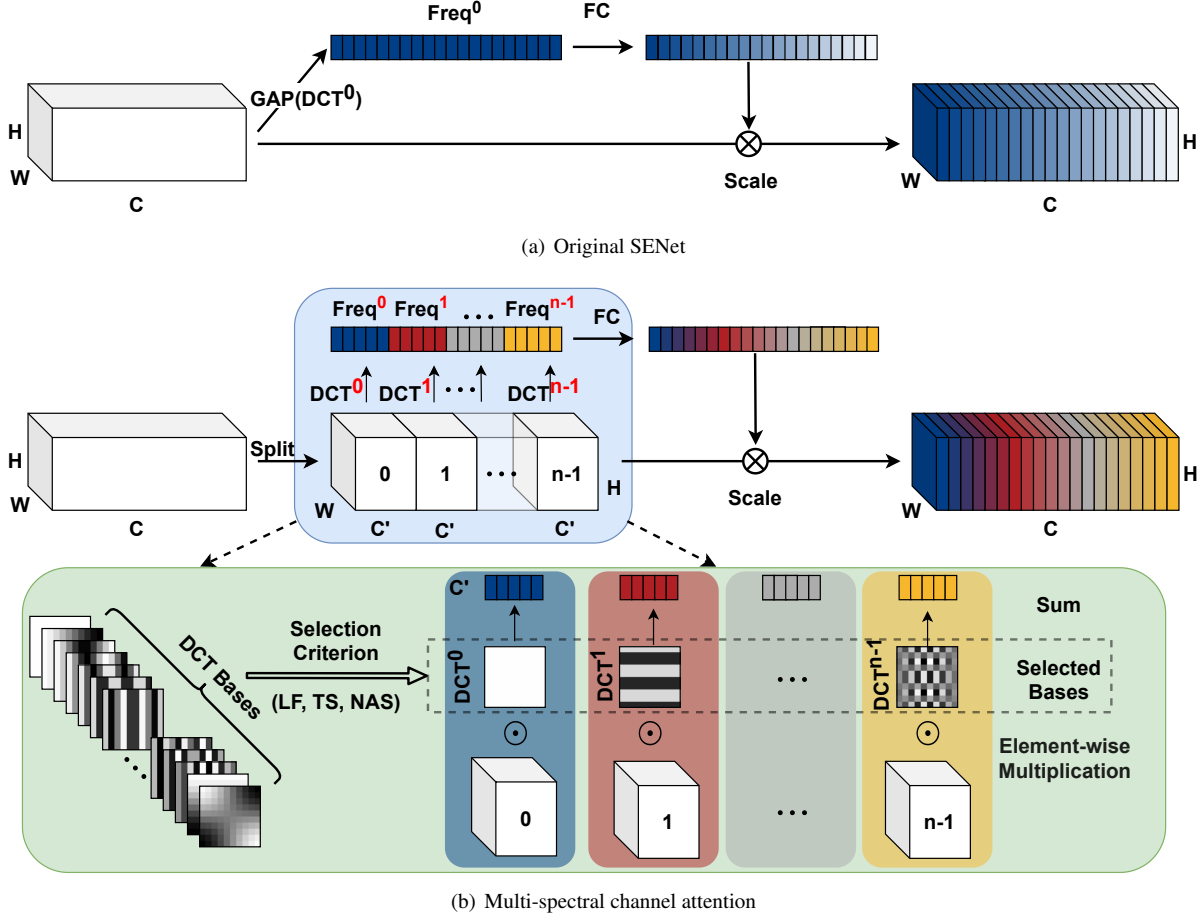 Freq⁰
FC
GAP(DCT⁰)
H
W
C
Scale
W
C
H
(a) Original SENet
Freq⁰ Freq¹ ... Freqⁿ⁻¹
FC
DCT⁰ DCT¹ ... DCTⁿ⁻¹
Split
H
W
C
0 1 ... n-1
W
H
C' C' C'
Scale
W
C
H
C'
Sum
DCT Bases
Selection
Criterion
(LF, TS, NAS)
DCT⁰
DCT¹
...
DCTⁿ⁻¹
Selected
Bases
Element-wise
Multiplication
0
1
...
n-1
(b) Multi-spectral channel attention